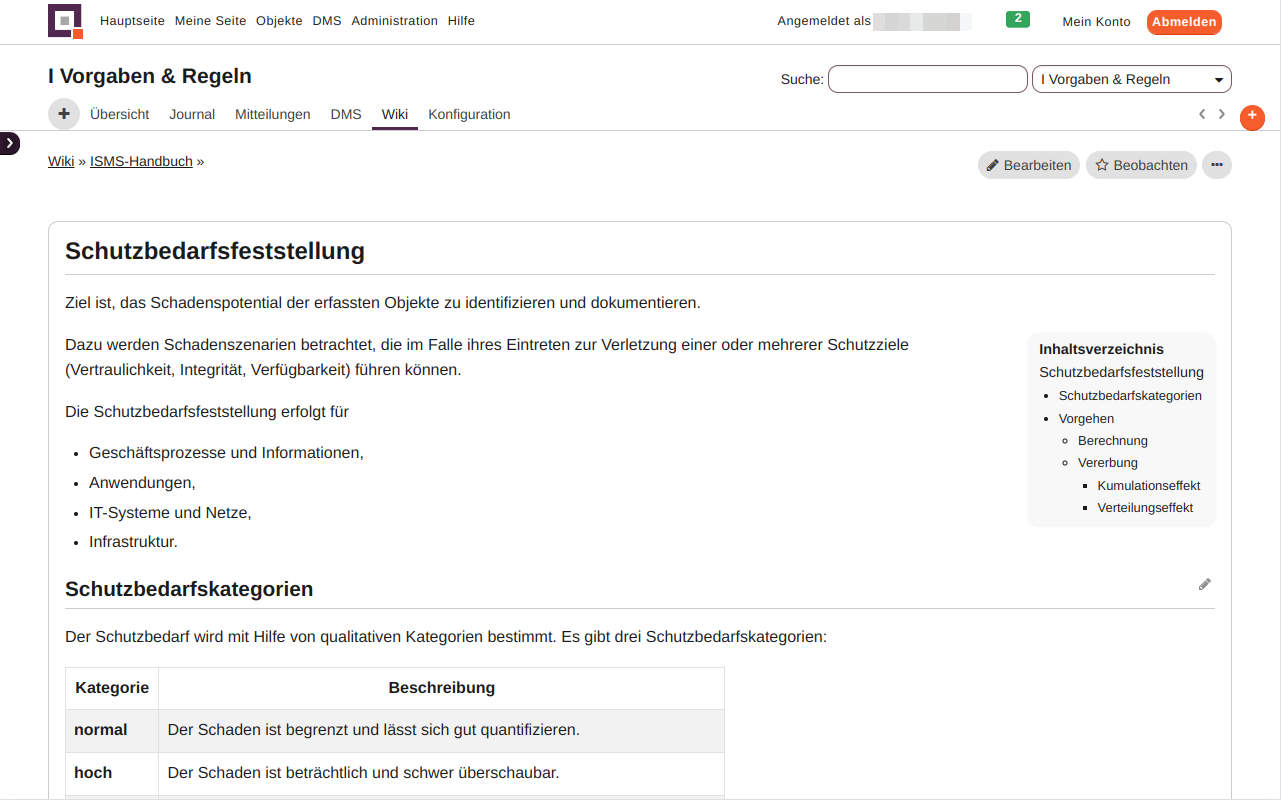 Hauptseite Meine Seite Objekte DMS Administration Hilfe
Angemeldet als
2
Mein Konto
Abmelden
I Vorgaben & Regeln
Suche:
I Vorgaben & Regeln
Übersicht Journal Mitteilungen DMS Wiki Konfiguration
Wiki » ISMS-Handbuch »
Bearbeiten
Beobachten
Schutzbedarfsfeststellung
Ziel ist, das Schadenspotential der erfassten Objekte zu identifizieren und dokumentieren.
Dazu werden Schadenszenarien betrachtet, die im Falle ihres Eintreten zur Verletzung einer oder mehrerer Schutzziele
(Vertraulichkeit, Integrität, Verfügbarkeit) führen können.
Die Schutzbedarfsfeststellung erfolgt für
Geschäftsprozesse und Informationen,
Anwendungen,
IT-Systeme und Netze,
Infrastruktur.
Inhaltsverzeichnis
Schutzbedarfsfeststellung
Schutzbedarfskategorien
Vorgehen
Berechnung
Vererbung
Kumulationseffekt
Verteilungseffekt
Schutzbedarfskategorien
Der Schutzbedarf wird mit Hilfe von qualitativen Kategorien bestimmt. Es gibt drei Schutzbedarfskategorien:
Kategorie Beschreibung
normal Der Schaden ist begrenzt und lässt sich gut quantifizieren.
hoch Der Schaden ist beträchtlich und schwer überschaubar.